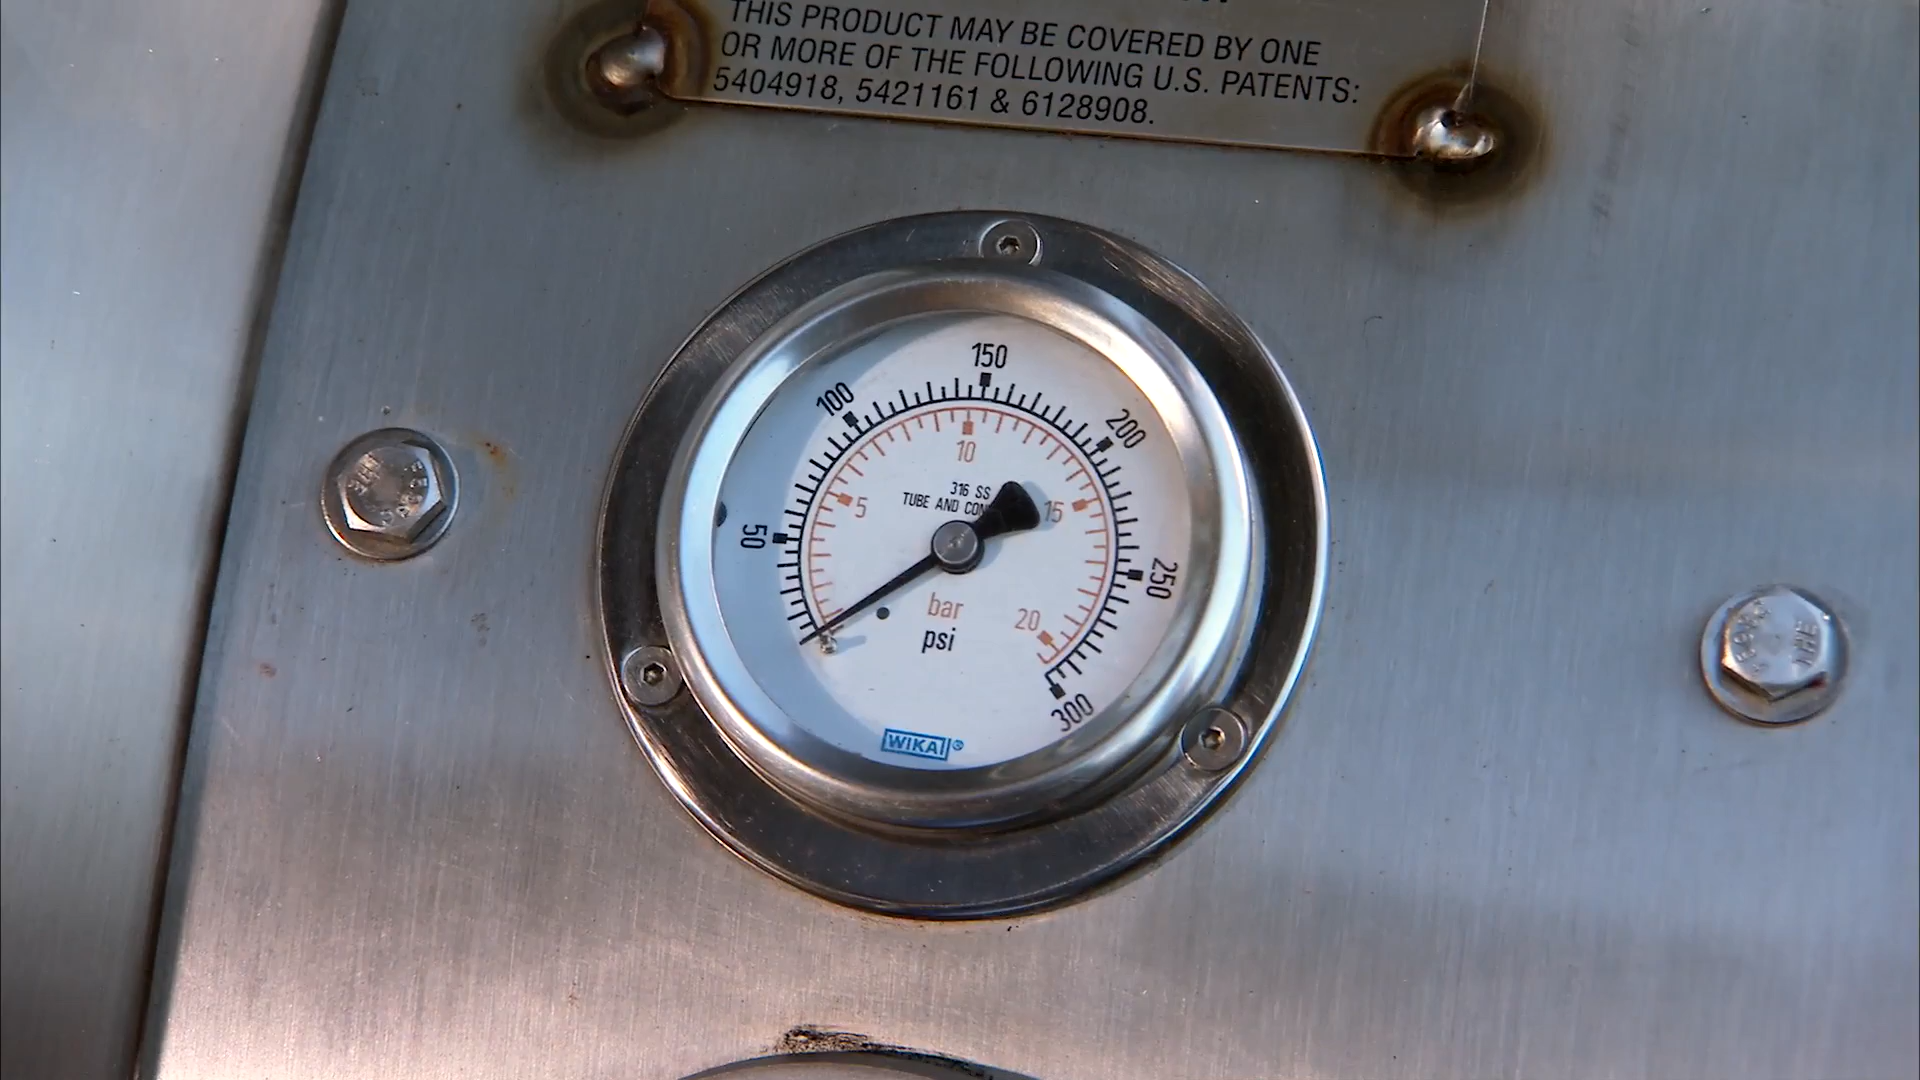 THIS PRODUCT MAY BE COVERED BY ONE
OR MORE OF THE FOLLOWING U.S. PATENTS:
5404918, 5421161 & 6128908.
150
100
200
10
316 SS
TUBE AND
5
15
50
250
bar
20
psi
300
WIKA®